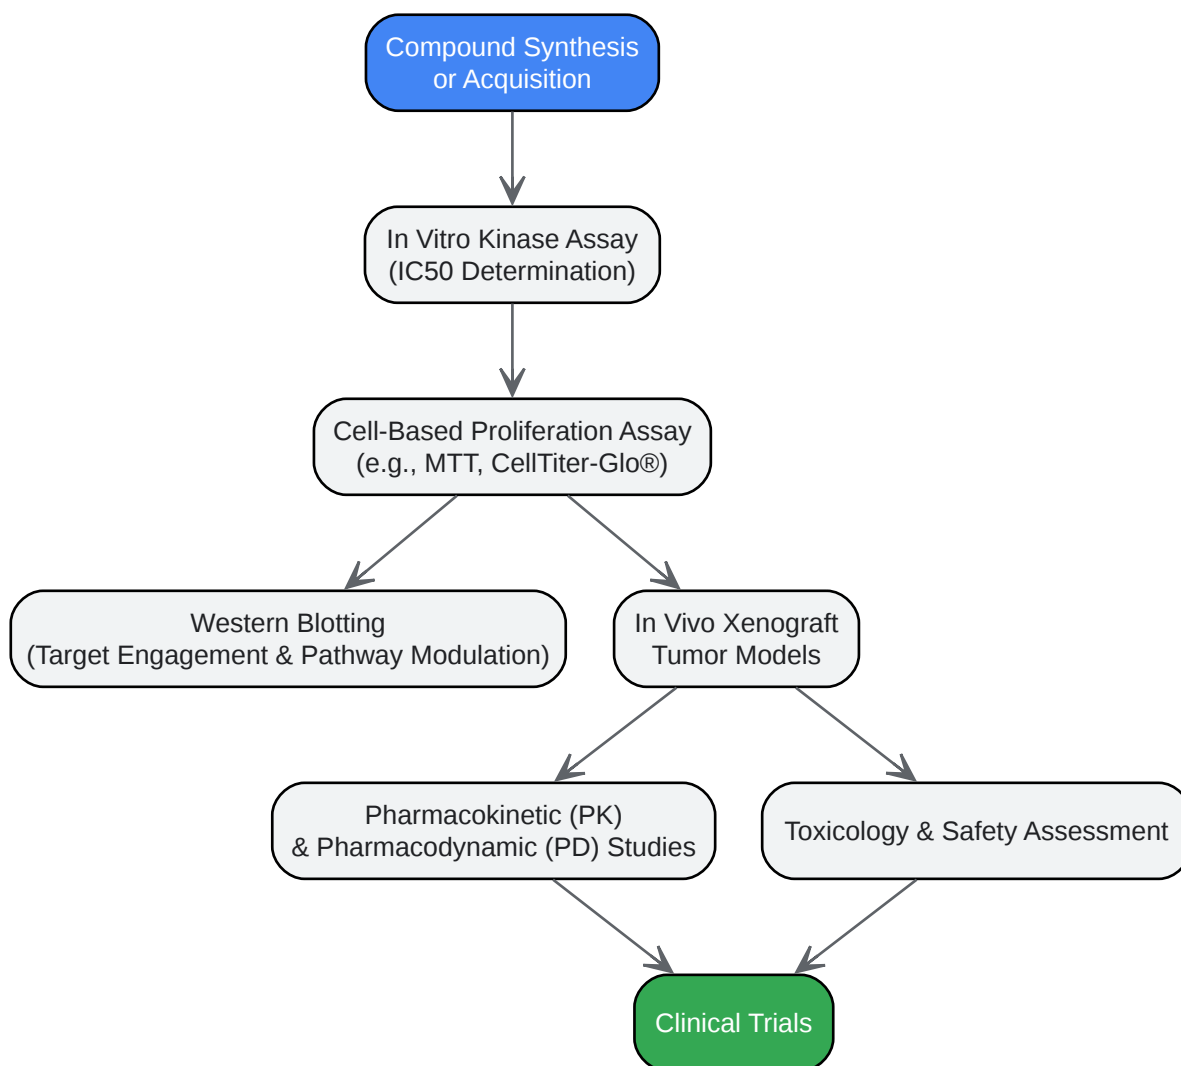 Compound Synthesis
or Acquisition
In Vitro Kinase Assay
(IC50 Determination)
Cell-Based Proliferation Assay
(e.g., MTT, CellTiter-Glo®)
Western Blotting
(Target Engagement & Pathway Modulation)
In Vivo Xenograft
Tumor Models
Pharmacokinetic (PK)
& Pharmacodynamic (PD) Studies
Toxicology & Safety Assessment
Clinical Trials